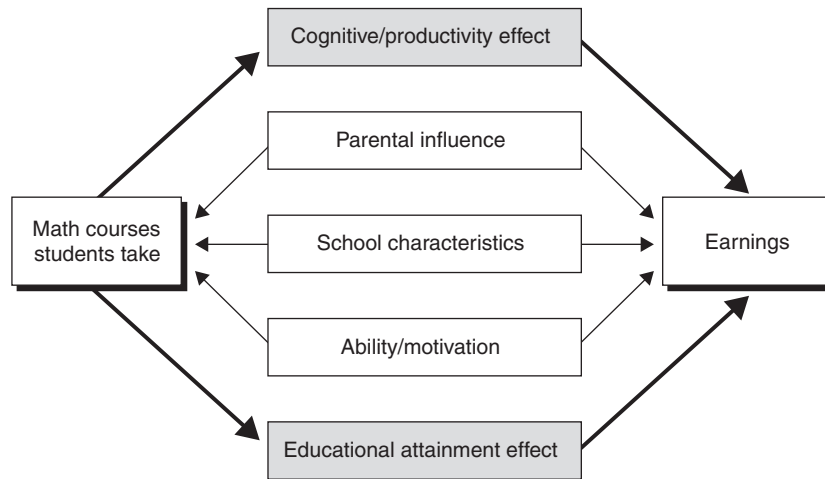 Cognitive/productivity effect
Parental influence
Math courses
students take
School characteristics
Earnings
Ability/motivation
Educational attainment effect